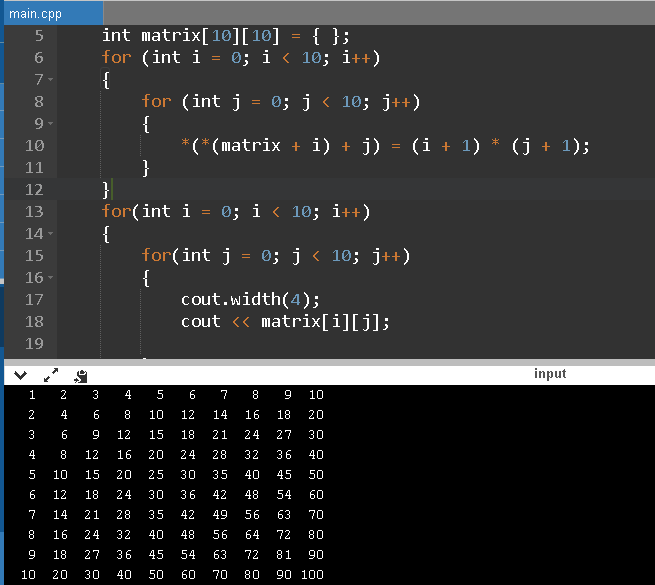 main.cpp
5 int matrix[10][10] = { };
6 for (int i = 0; i < 10; i++)
7 {
8 for (int j = 0; j < 10; j++)
9 {
10 *(*(matrix + i) + j) = (i + 1) * (j + 1);
11 }
12 }
13 for(int i = 0; i < 10; i++)
14 {
15 for(int j = 0; j < 10; j++)
16 {
17 cout.width(4);
18 cout << matrix[i][j];
19
input
1 2 3 4 5 6 7 8 9 10
2 4 6 8 10 12 14 16 18 20
3 6 9 12 15 18 21 24 27 30
4 8 12 16 20 24 28 32 36 40
5 10 15 20 25 30 35 40 45 50
6 12 18 24 30 36 42 48 54 60
7 14 21 28 35 42 49 56 63 70
8 16 24 32 40 48 56 64 72 80
9 18 27 36 45 54 63 72 81 90
10 20 30 40 50 60 70 80 90 100